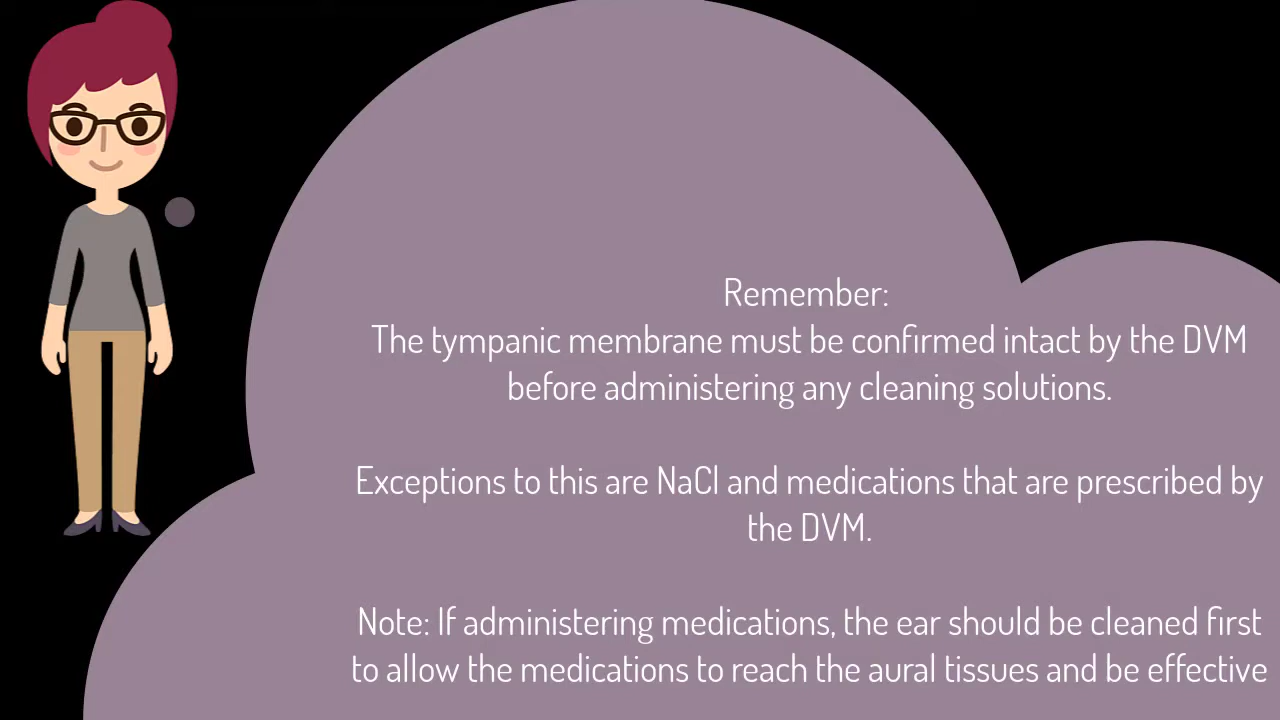 Remember:
The tympanic membrane must be confirmed intact by the DVM
before administering any cleaning solutions.
Exceptions to this are NaCl and medications that are prescribed by
the DVM.
Note: If administering medications, the ear should be cleaned first
to allow the medications to reach the aural tissues and be effective